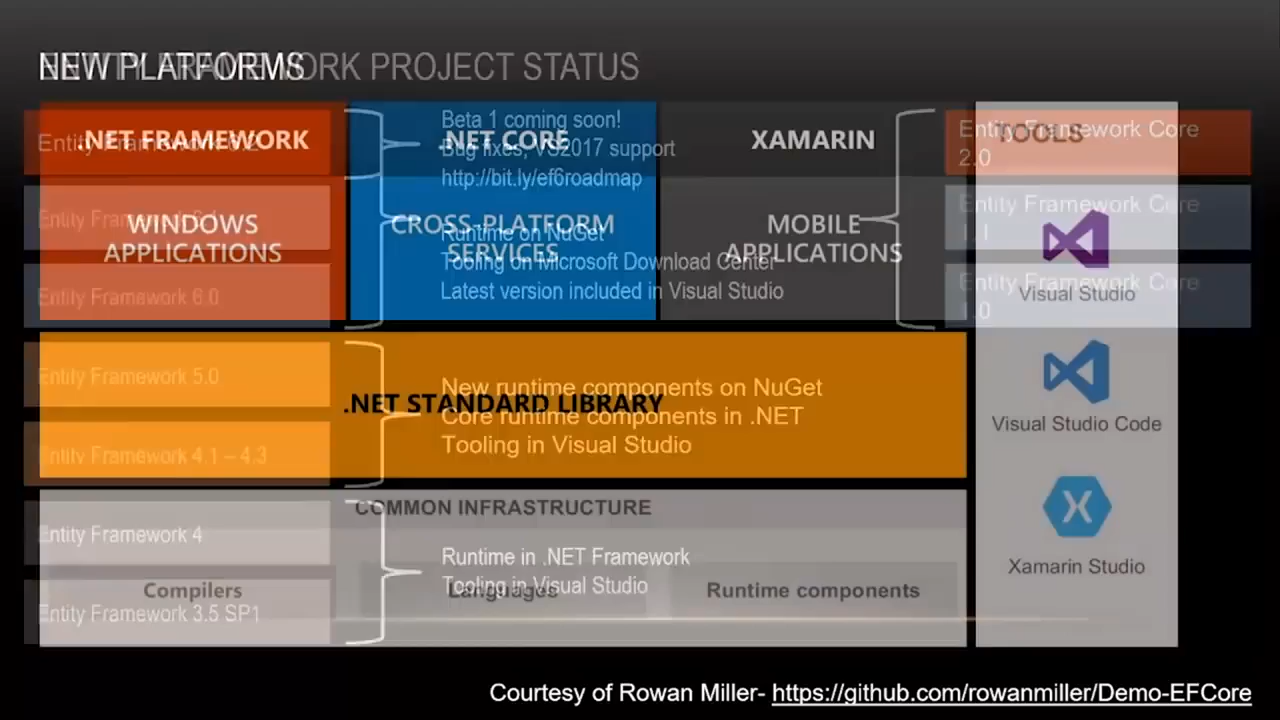 NEW PLATFORMS
ENTITY FRAMEWORK PROJECT STATUS
.NET FRAMEWORK
WINDOWS
APPLICATIONS
.NET CORE
CROSS-PLATFORM
SERVICES
XAMARIN
MOBILE
APPLICATIONS
TOOLS
Visual Studio
Visual Studio Code
Xamarin Studio
.NET STANDARD LIBRARY
COMMON INFRASTRUCTURE
Compilers
Languages
Runtime components
Entity Framework 6.2
Entity Framework 6.1
Entity Framework 6.0
Entity Framework 5.0
Entity Framework 4.1 – 4.3
Entity Framework 4
Entity Framework 3.5 SP1
Beta 1 coming soon!
Bug fixes, VS2017 support
http://bit.ly/ef6roadmap
Runtime on NuGet
Tooling on Microsoft Download Center
Latest version included in Visual Studio
New runtime components on NuGet
Core runtime components in .NET
Tooling in Visual Studio
Runtime in .NET Framework
Tooling in Visual Studio
Entity Framework Core
2.0
Entity Framework Core
1.1
Entity Framework Core
1.0
Courtesy of Rowan Miller- https://github.com/rowanmiller/Demo-EFCore